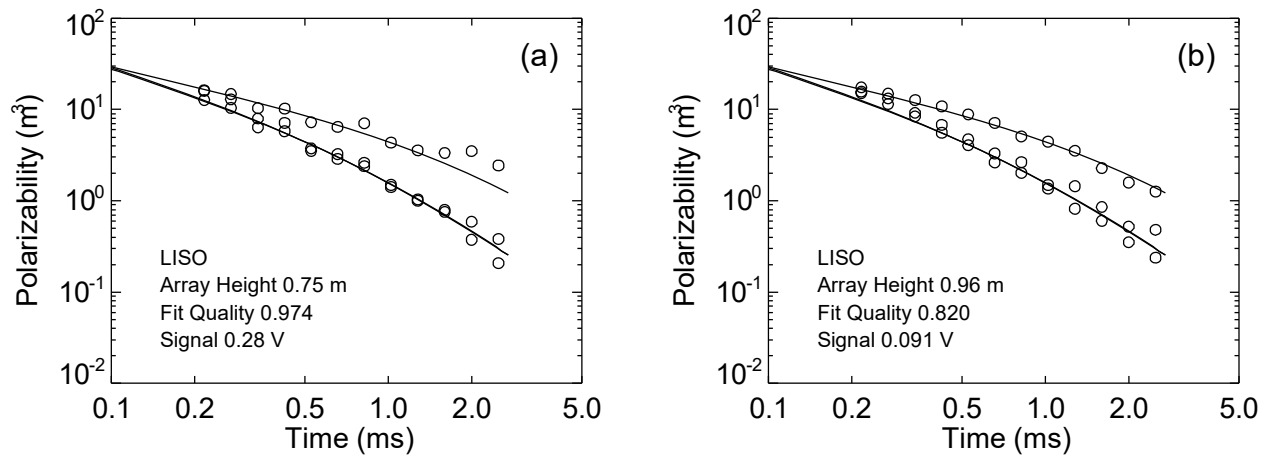 (a)
Polarizability (m³)
10²
10¹
10⁰
10⁻¹
10⁻²
LISO
Array Height 0.75 m
Fit Quality 0.974
Signal 0.28 V
0.1 0.2 0.5 1.0 2.0 5.0
Time (ms)
(b)
Polarizability (m³)
10²
10¹
10⁰
10⁻¹
10⁻²
LISO
Array Height 0.96 m
Fit Quality 0.820
Signal 0.091 V
0.1 0.2 0.5 1.0 2.0 5.0
Time (ms)